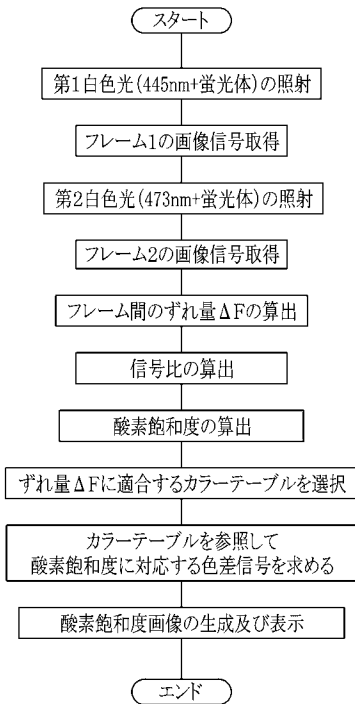 スタート
第1白色光(445nm+蛍光体)の照射
フレーム1の画像信号取得
第2白色光(473nm+蛍光体)の照射
フレーム2の画像信号取得
フレーム間のずれ量ΔFの算出
信号比の算出
酸素飽和度の算出
ずれ量ΔFに適合するカラーテーブルを選択
カラーテーブルを参照して
酸素飽和度に対応する色差信号を求める
酸素飽和度画像の生成及び表示
エンド